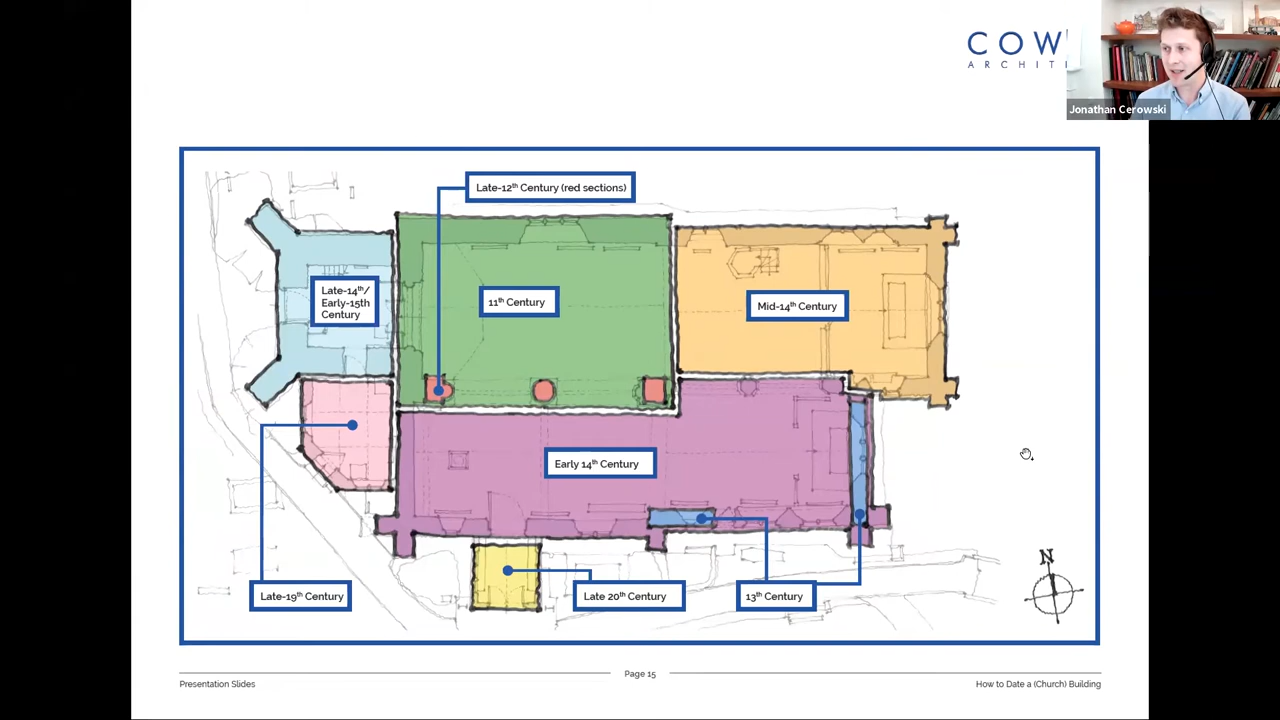 COW
ARCHITI
Jonathan Cerowski
Late-12th Century (red sections)
Late-14th/
Early-15th
Century
11th Century
Mid-14th Century
Early 14th Century
Late-19th Century
Late 20th Century
13th Century
N
Page 15
Presentation Slides
How to Date a (Church) Building